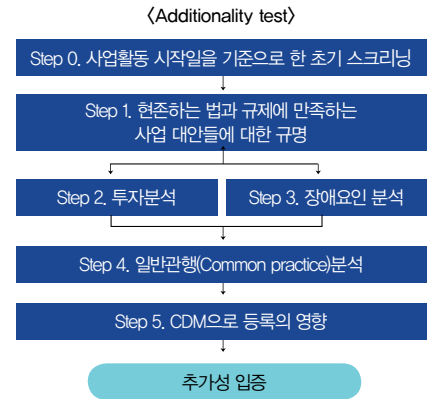 〈Additionality test〉
Step 0. 사업활동 시작일을 기준으로 한 초기 스크리닝
Step 1. 현존하는 법과 규제에 만족하는
사업 대안들에 대한 규명
Step 2. 투자분석
Step 3. 장애요인 분석
Step 4. 일반관행(Common practice)분석
Step 5. CDM으로 등록의 영향
추가성 입증